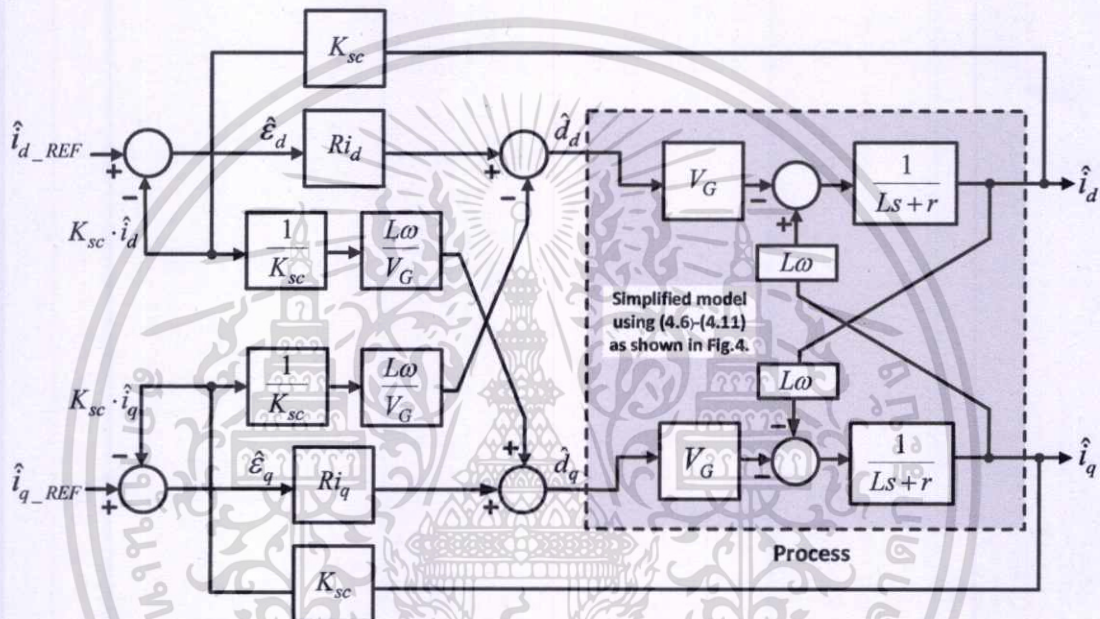 K_sc
î_d_REF
+
−
ε̂_d
Ri_d
+
−
d̂_d
V_G
−
+
1
Ls + r
î_d
K_sc · î_d
1
K_sc
Lω
V_G
Lω
Simplified model
using (4.6)-(4.11)
as shown in Fig.4.
1
K_sc
Lω
V_G
Lω
K_sc · î_q
−
î_q_REF
+
ε̂_q
Ri_q
+
+
d̂_q
V_G
−
−
1
Ls + r
î_q
K_sc
Process